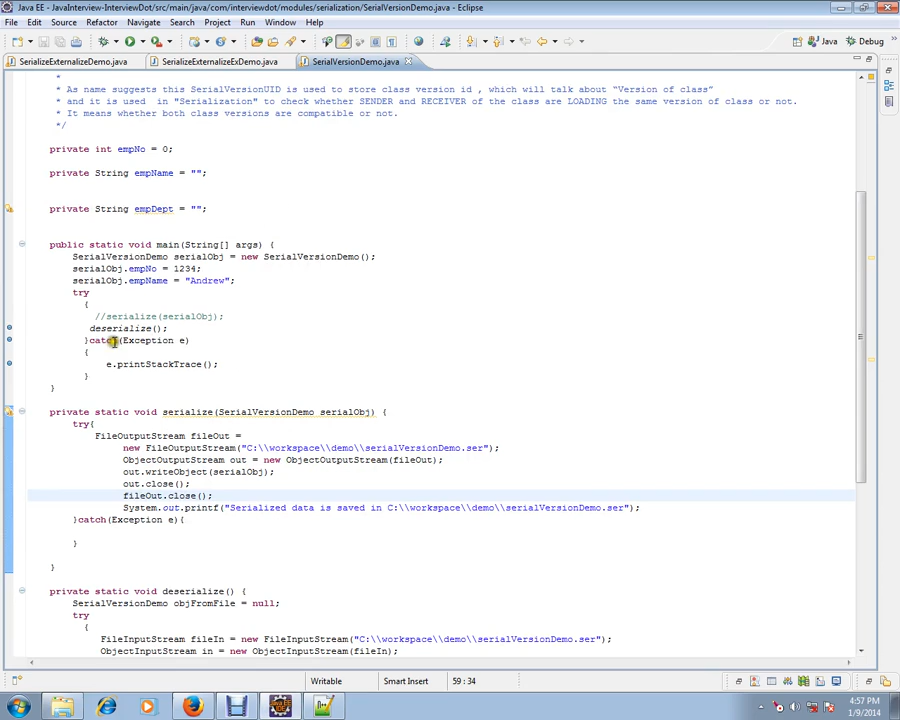 Java EE - JavaInterview-InterviewDot/src/main/java/com/interviewdot/modules/serialization/SerialVersionDemo.java - Eclipse
File Edit Source Refactor Navigate Search Project Run Window Help
Java Debug
SerializeExternalizeDemo.java SerializeExternalizeExDemo.java SerialVersionDemo.java
*
* As name suggests this SerialVersionUID is used to store class version id , which will talk about "Version of class"
* and it is used in "Serialization" to check whether SENDER and RECEIVER of the class are LOADING the same version of class or not.
* It means whether both class versions are compatible or not.
*/
private int empNo = 0;
private String empName = "";
private String empDept = "";
public static void main(String[] args) {
SerialVersionDemo serialObj = new SerialVersionDemo();
serialObj.empNo = 1234;
serialObj.empName = "Andrew";
try
{
//serialize(serialObj);
deserialize();
}catch(Exception e)
{
e.printStackTrace();
}
}
private static void serialize(SerialVersionDemo serialObj) {
try{
FileOutputStream fileOut =
new FileOutputStream("C:\\workspace\\demo\\serialVersionDemo.ser");
ObjectOutputStream out = new ObjectOutputStream(fileOut);
out.writeObject(serialObj);
out.close();
fileOut.close();
System.out.printf("Serialized data is saved in C:\\workspace\\demo\\serialVersionDemo.ser");
}catch(Exception e){
}
}
private static void deserialize() {
SerialVersionDemo objFromFile = null;
try
{
FileInputStream fileIn = new FileInputStream("C:\\workspace\\demo\\serialVersionDemo.ser");
ObjectInputStream in = new ObjectInputStream(fileIn);
Writable Smart Insert 59 : 34
4:57 PM
1/9/2014